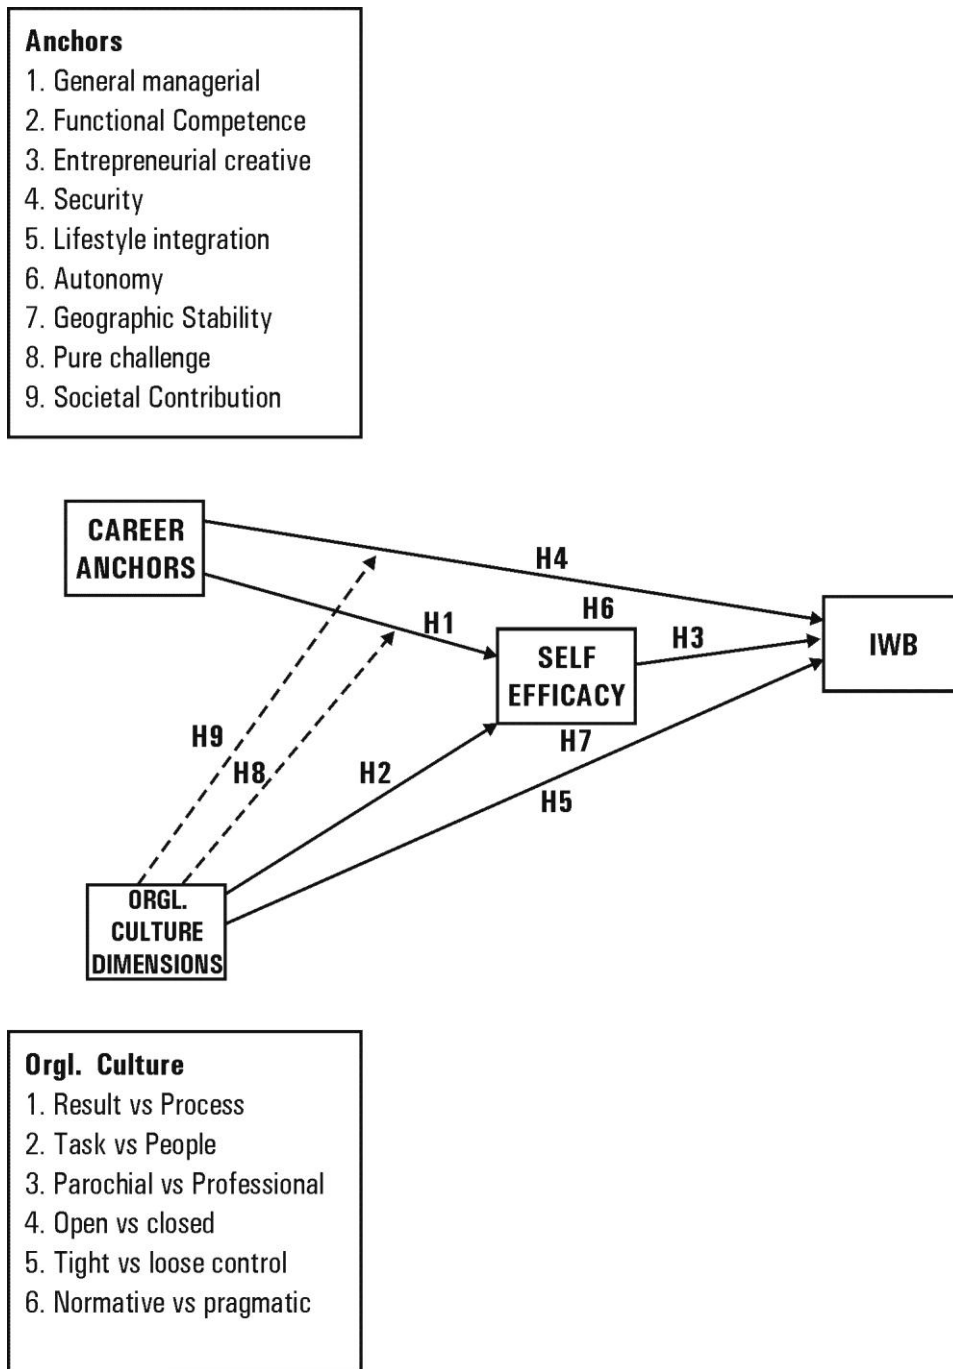 Anchors
1. General managerial
2. Functional Competence
3. Entrepreneurial creative
4. Security
5. Lifestyle integration
6. Autonomy
7. Geographic Stability
8. Pure challenge
9. Societal Contribution
CAREER
ANCHORS
H4
H1
H6
H3
SELF
EFFICACY
IWB
H9
H8
H2
H7
H5
ORGL.
CULTURE
DIMENSIONS
Orgl. Culture
1. Result vs Process
2. Task vs People
3. Parochial vs Professional
4. Open vs closed
5. Tight vs loose control
6. Normative vs pragmatic